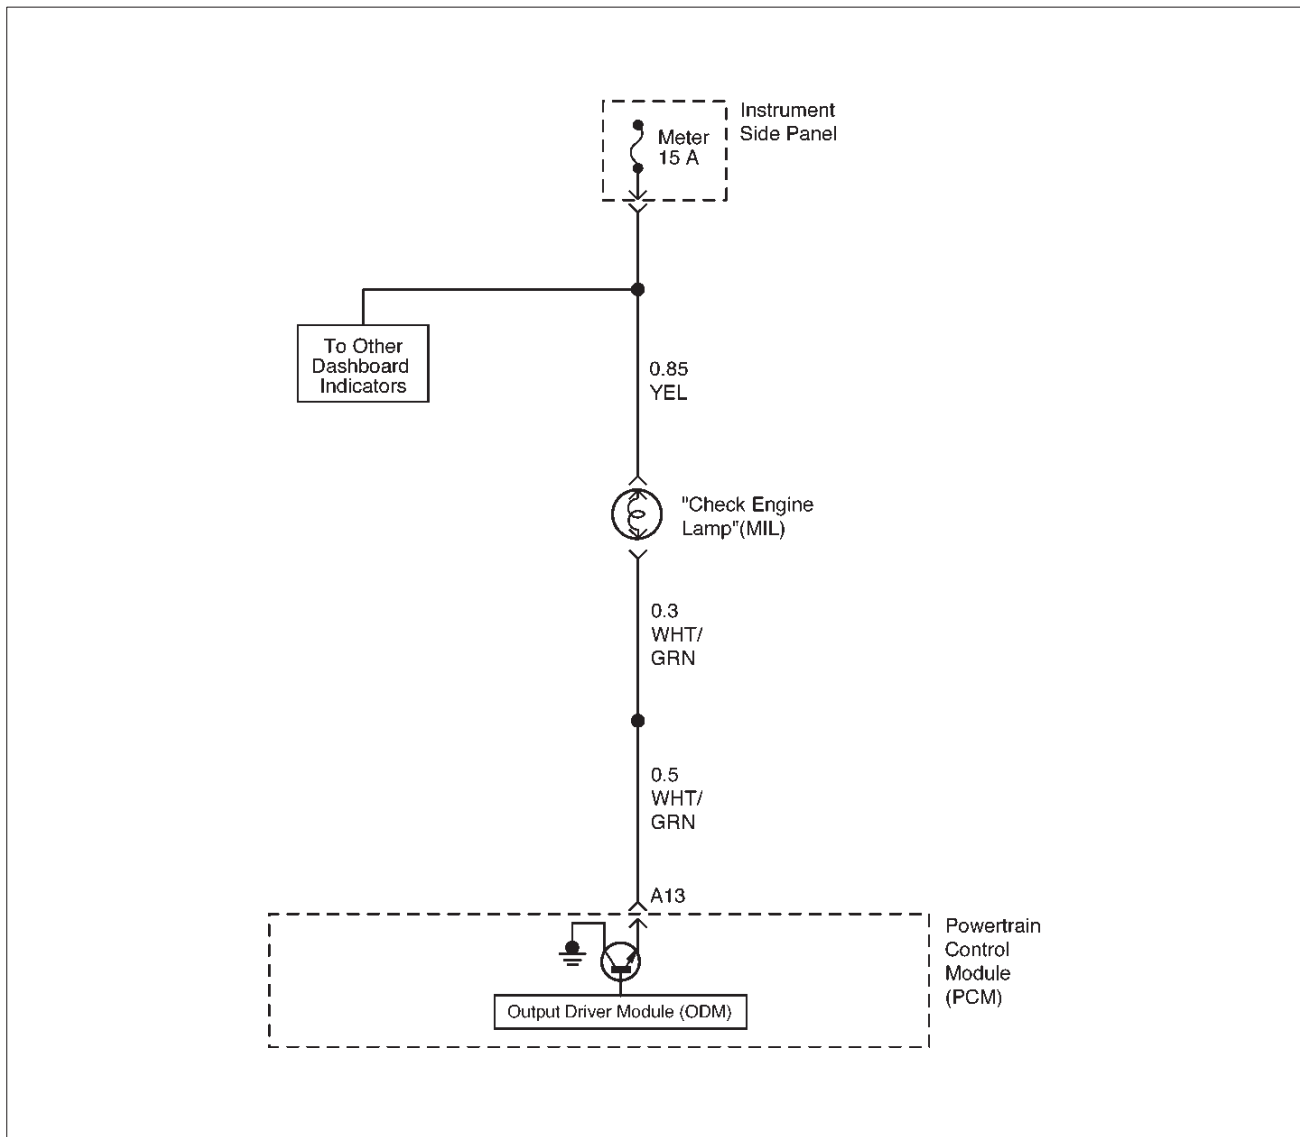 Instrument
Side Panel
Meter
15 A
To Other
Dashboard
Indicators
0.85
YEL
"Check Engine
Lamp"(MIL)
0.3
WHT/
GRN
0.5
WHT/
GRN
A13
Powertrain
Control
Module
(PCM)
Output Driver Module (ODM)